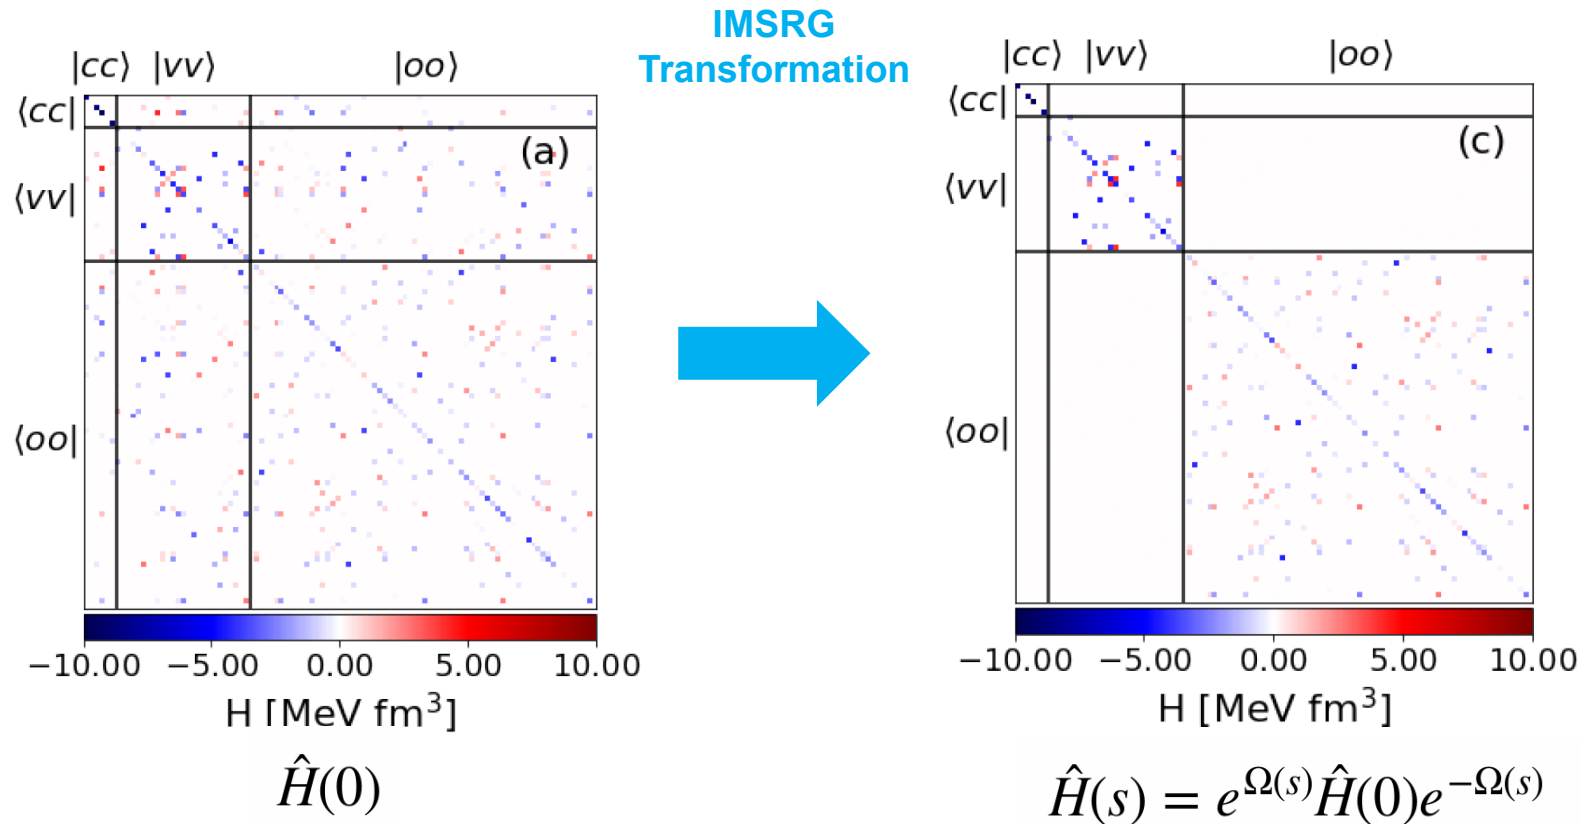 IMSRG
Transformation
|cc⟩ |vv⟩ |oo⟩
⟨cc|
⟨vv|
⟨oo|
(a)
−10.00 −5.00 0.00 5.00 10.00
H [MeV fm³]
Ĥ(0)
|cc⟩ |vv⟩ |oo⟩
⟨cc|
⟨vv|
⟨oo|
(c)
−10.00 −5.00 0.00 5.00 10.00
H [MeV fm³]
Ĥ(s) = e^{Ω(s)}Ĥ(0)e^{−Ω(s)}